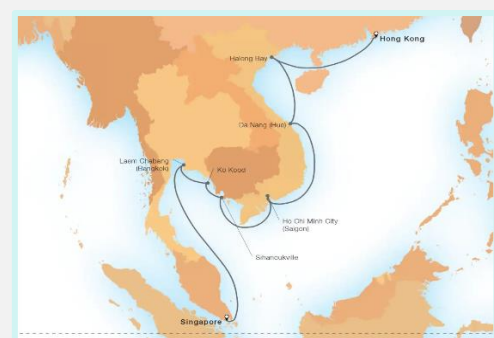 Hong Kong
Halong Bay
Da Nang (Hue)
Laem Chabang
(Bangkok)
Ko Kood
Ho Chi Minh City
(Saigon)
Sihanoukville
Singapore